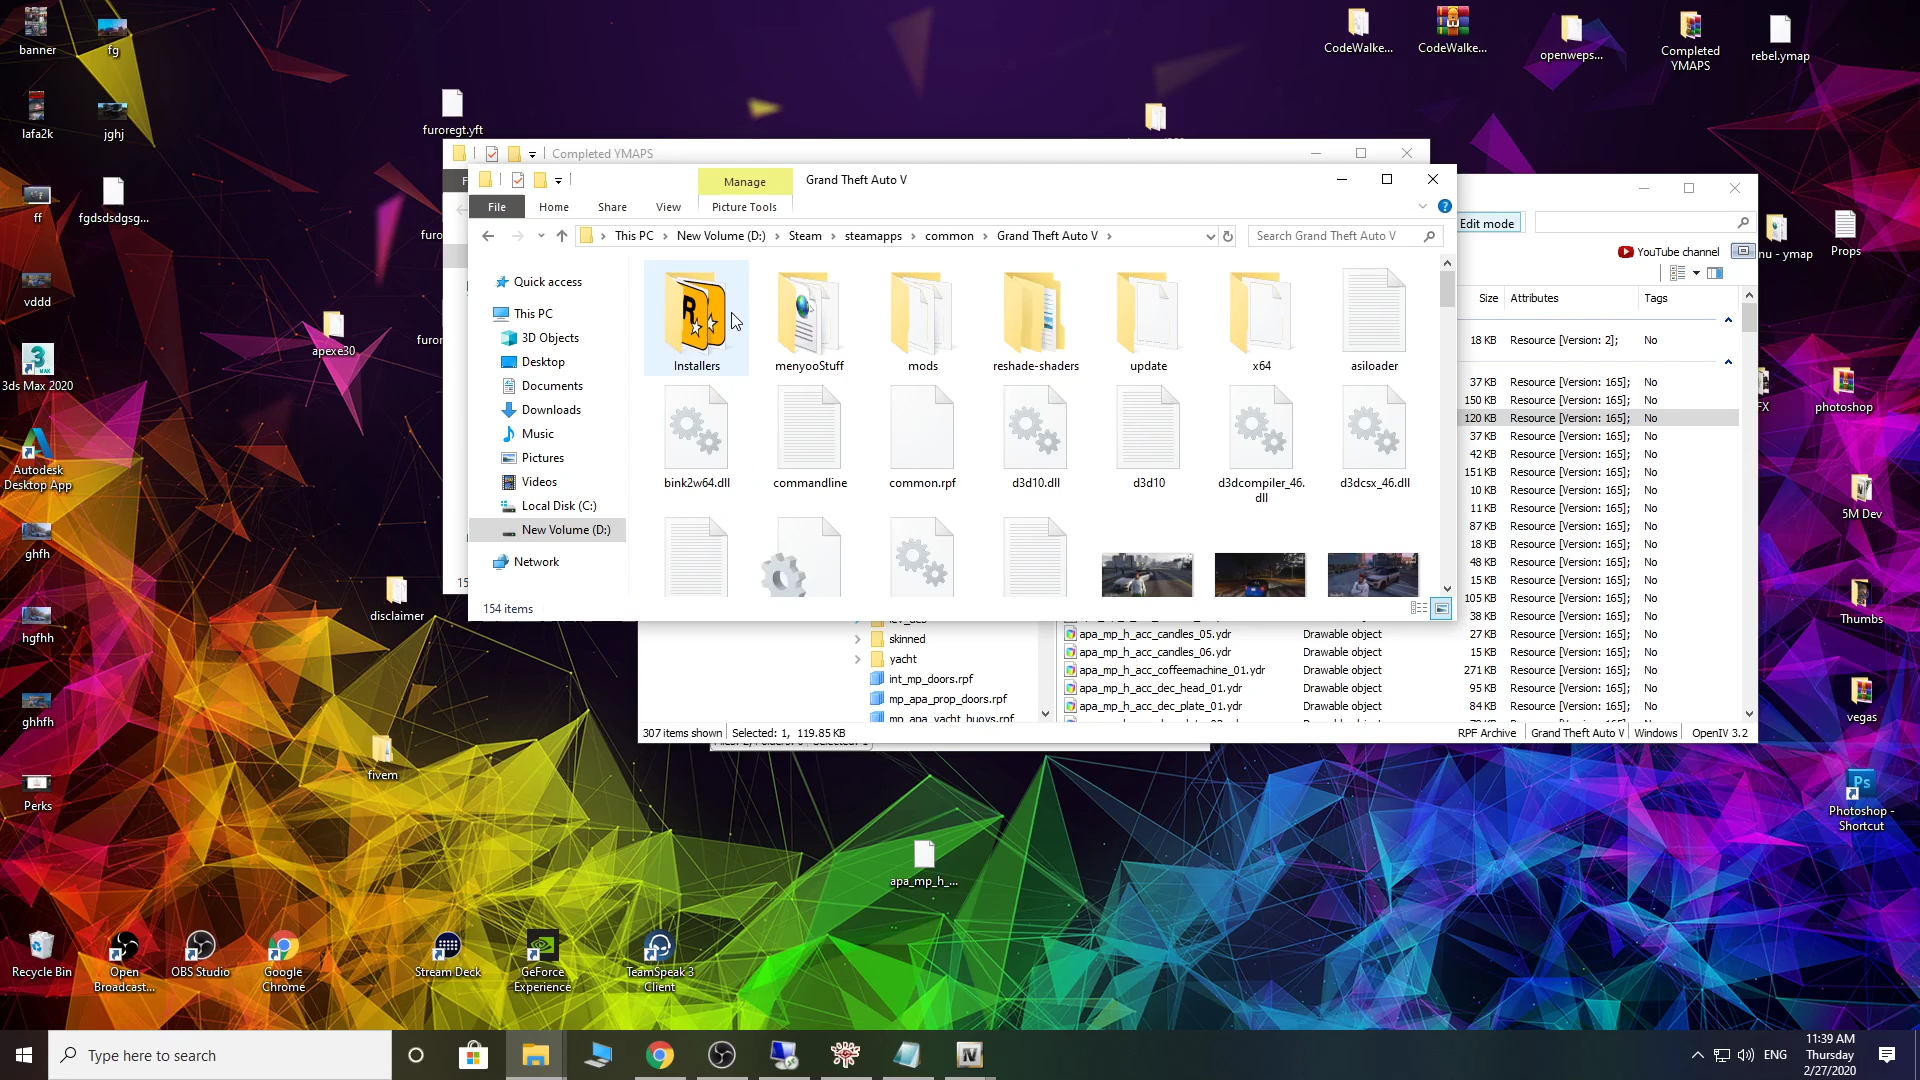 banner
fg
lafa2k
jghj
ff
fgdsdsdgsg...
vddd
3ds Max 2020
Autodesk
Desktop App
ghfh
hgfhh
ghhfh
Perks
Recycle Bin
Open
Broadcast...
OBS Studio
Google
Chrome
Stream Deck
GeForce
Experience
TeamSpeak 3
Client
furoregt.yft
apexe30
disclaimer
fivem
apa_mp_h_...
CodeWalke...
CodeWalke...
openweps...
Completed
YMAPS
rebel.ymap
nu - ymap
Props
photoshop
5M Dev
Thumbs
vegas
Photoshop -
Shortcut
Completed YMAPS
Manage
Grand Theft Auto V
File
Home
Share
View
Picture Tools
This PC
New Volume (D:)
Steam
steamapps
common
Grand Theft Auto V
Search Grand Theft Auto V
Quick access
This PC
3D Objects
Desktop
Documents
Downloads
Music
Pictures
Videos
Local Disk (C:)
New Volume (D:)
Network
Installers
menyooStuff
mods
reshade-shaders
update
x64
asiloader
bink2w64.dll
commandline
common.rpf
d3d10.dll
d3d10
d3dcompiler_46.
dll
d3dcsx_46.dll
154 items
Edit mode
YouTube channel
Size Attributes Tags
18 KB Resource [Version: 2]; No
37 KB Resource [Version: 165]; No
150 KB Resource [Version: 165]; No
120 KB Resource [Version: 165]; No
37 KB Resource [Version: 165]; No
42 KB Resource [Version: 165]; No
151 KB Resource [Version: 165]; No
10 KB Resource [Version: 165]; No
11 KB Resource [Version: 165]; No
87 KB Resource [Version: 165]; No
18 KB Resource [Version: 165]; No
48 KB Resource [Version: 165]; No
15 KB Resource [Version: 165]; No
105 KB Resource [Version: 165]; No
38 KB Resource [Version: 165]; No
apa_mp_h_acc_candles_05.ydr Drawable object 27 KB Resource [Version: 165]; No
apa_mp_h_acc_candles_06.ydr Drawable object 15 KB Resource [Version: 165]; No
apa_mp_h_acc_coffeemachine_01.ydr Drawable object 271 KB Resource [Version: 165]; No
apa_mp_h_acc_dec_head_01.ydr Drawable object 95 KB Resource [Version: 165]; No
apa_mp_h_acc_dec_plate_01.ydr Drawable object 84 KB Resource [Version: 165]; No
skinned
yacht
int_mp_doors.rpf
mp_apa_prop_doors.rpf
mp_apa_yacht_buoys.rpf
307 items shown
Selected: 1, 119.85 KB
RPF Archive
Grand Theft Auto V
Windows
OpenIV 3.2
Type here to search
ENG
11:39 AM
Thursday
2/27/2020